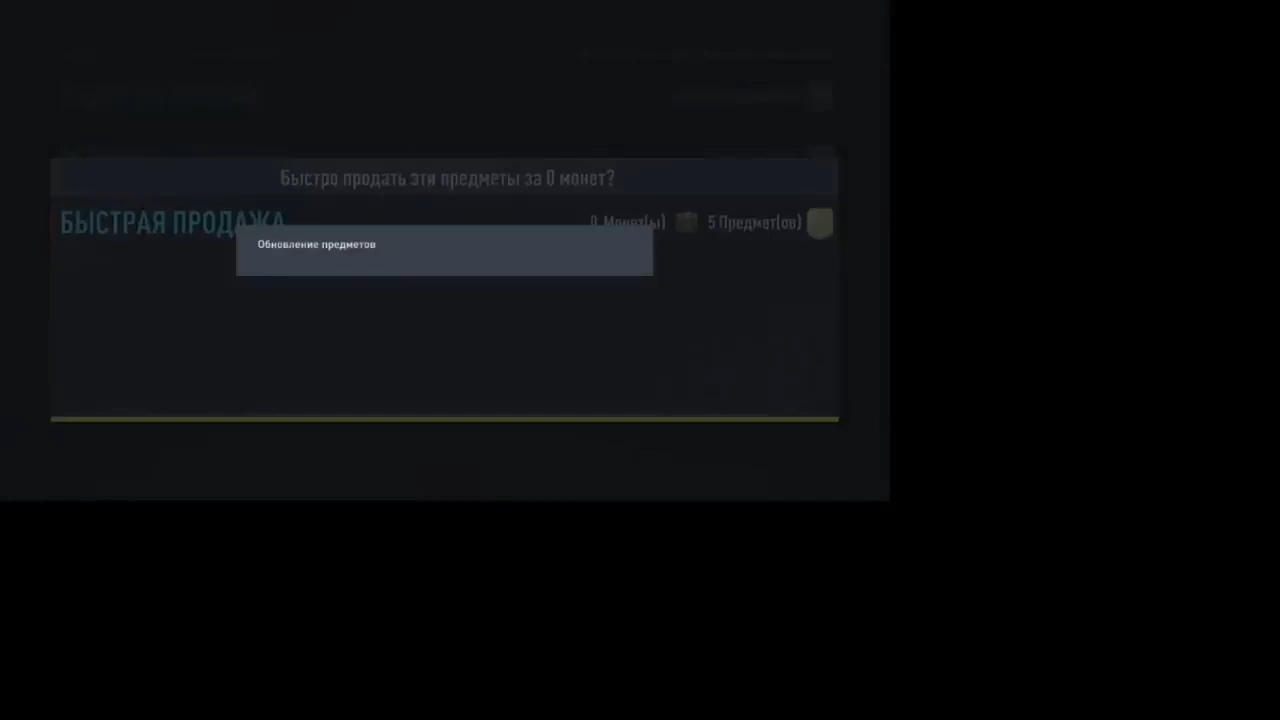 Быстро продать эти предметы за 0 монет?
БЫСТРАЯ ПРОДАЖА
0 Монет(ы) 5 Предмет(ов)
Обновление предметов